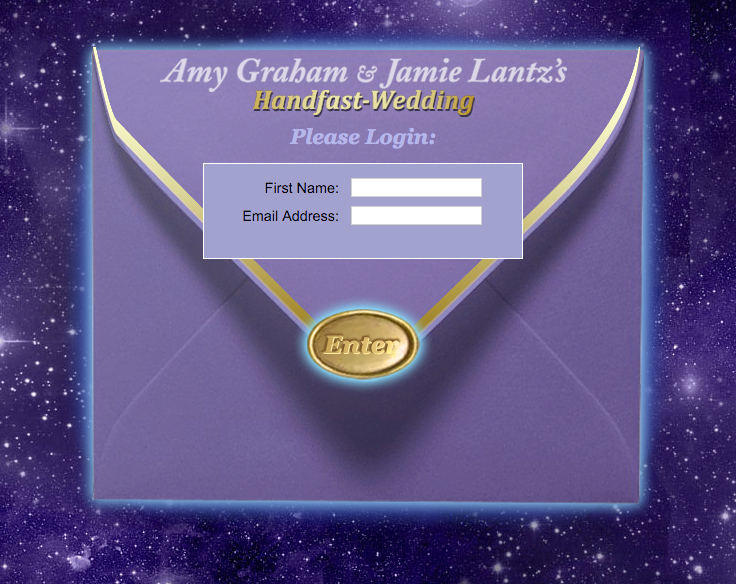 Amy Graham & Jamie Lantz's
Handfast-Wedding
Please Login:
First Name:
Email Address:
Enter